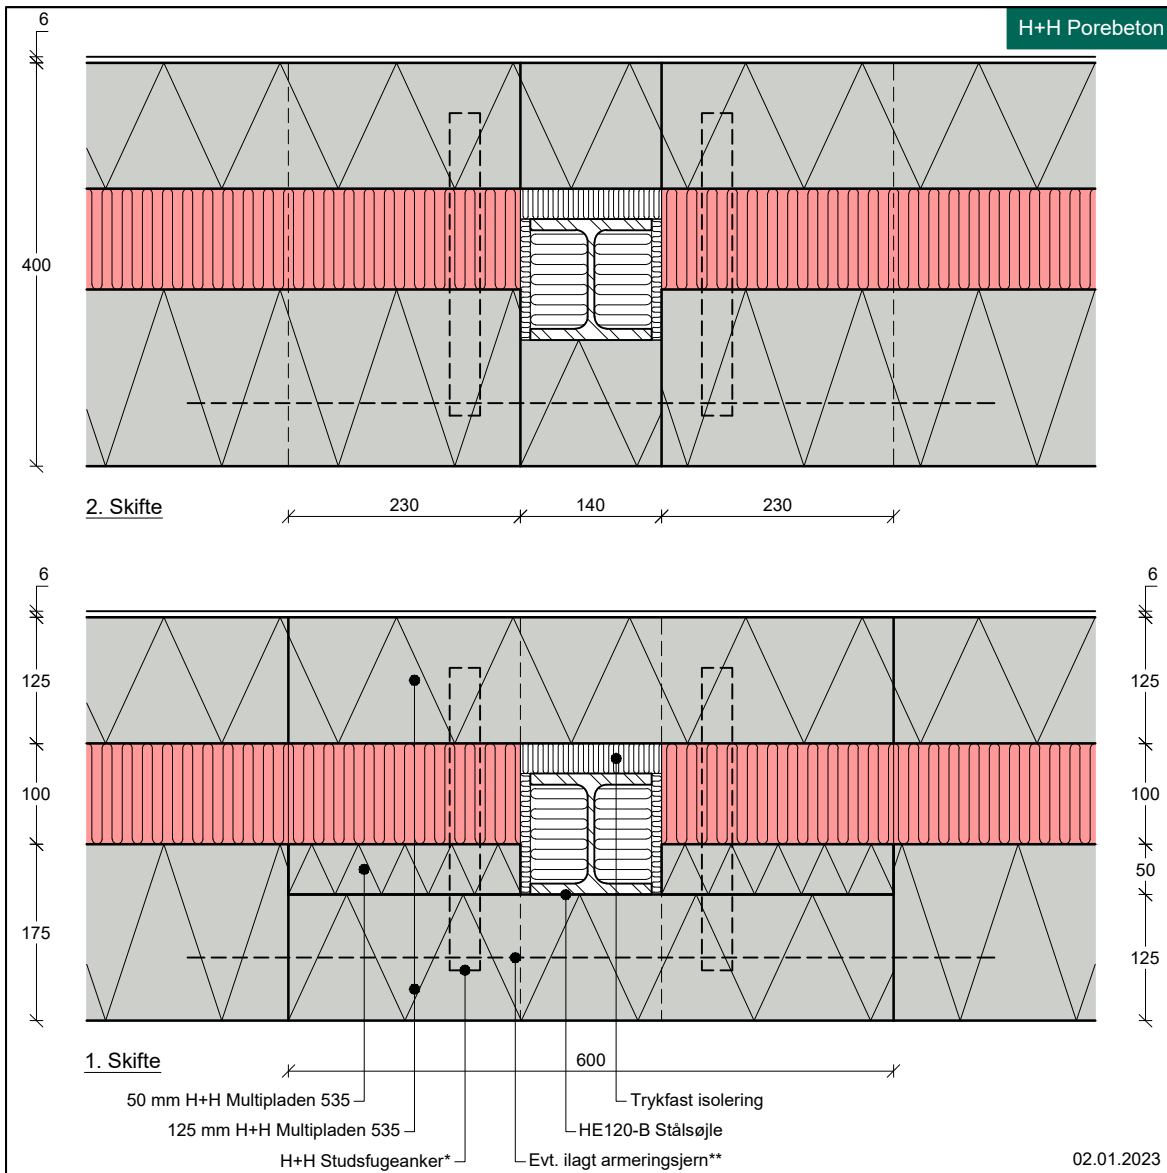 6
H+H Porebeton
400
2. Skifte
230
140
230
6
6
125
125
100
100
50
175
125
1. Skifte
600
50 mm H+H Multipladen 535
Trykfast isolering
125 mm H+H Multipladen 535
HE120-B Stålsøjle
H+H Studsfugeanker*
Evt. ilagt armeringsjern**
02.01.2023